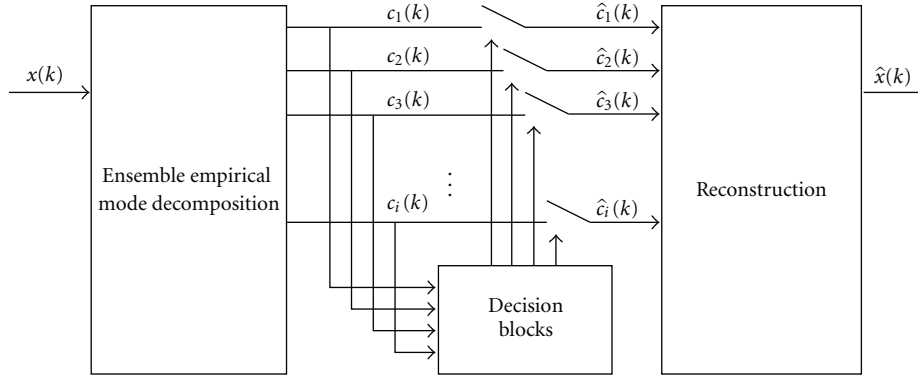 x(k)
Ensemble empirical
mode decomposition
c₁(k)
c₂(k)
c₃(k)
⋮
cᵢ(k)
ĉ₁(k)
ĉ₂(k)
ĉ₃(k)
ĉᵢ(k)
Decision
blocks
Reconstruction
x̂(k)